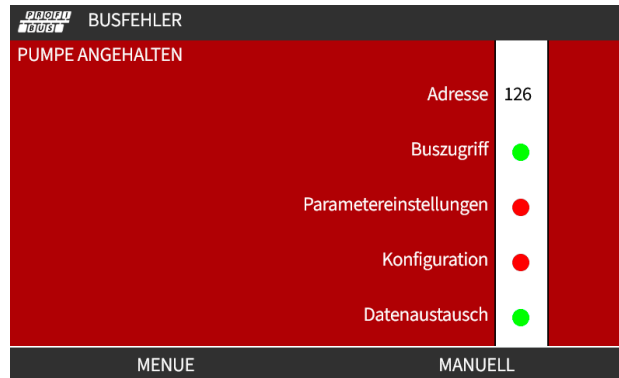 PROFI
BUS
BUSFEHLER
PUMPE ANGEHALTEN
Adresse 126
Buszugriff
Parametereinstellungen
Konfiguration
Datenaustausch
MENUE MANUELL